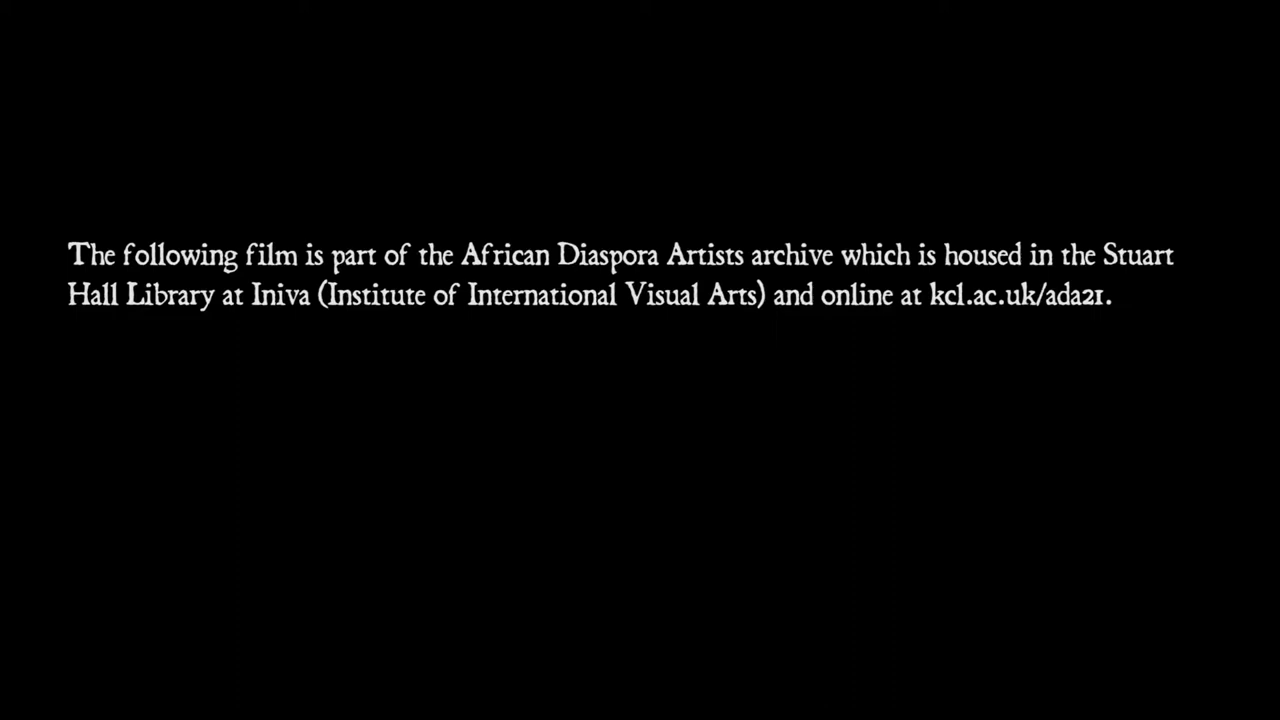 The following film is part of the African Diaspora Artists archive which is housed in the Stuart
Hall Library at Iniva (Institute of International Visual Arts) and online at kcl.ac.uk/ada21.